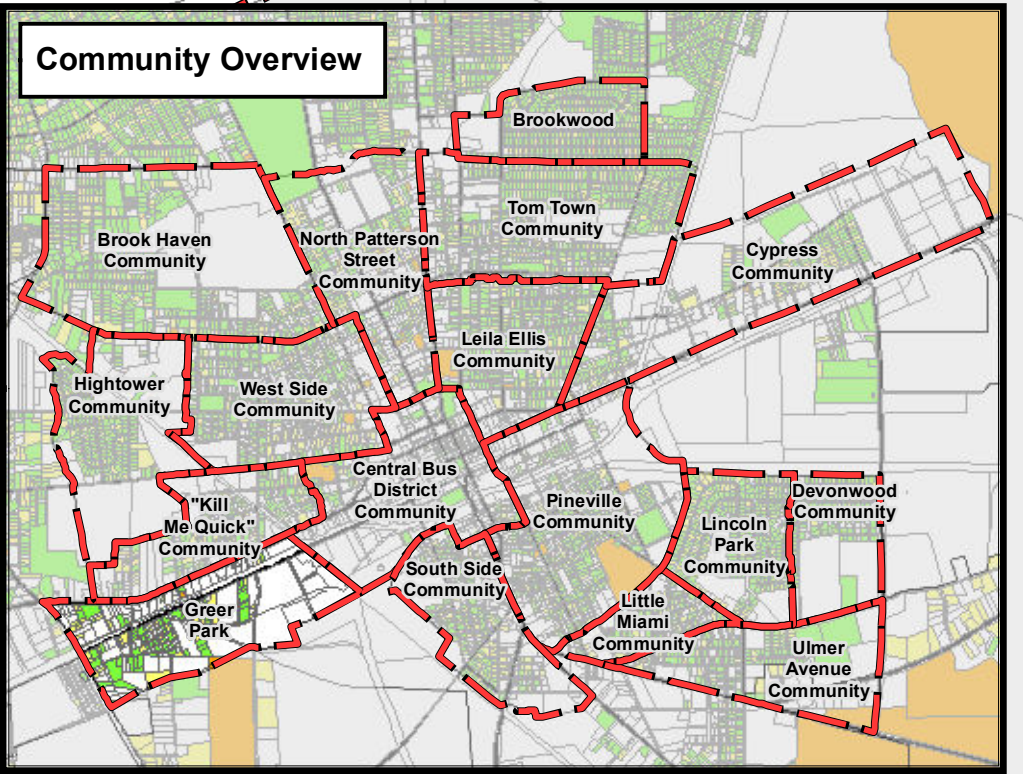 Community Overview
Brookwood
Tom Town
Community
Brook Haven
Community
North Patterson
Street
Community
Cypress
Community
Leila Ellis
Community
Hightower
Community
West Side
Community
Central Bus
District
Community
"Kill
Me Quick"
Community
Pineville
Community
Devonwood
Community
Lincoln
Park
Community
South Side
Community
Greer
Park
Little
Miami
Community
Ulmer
Avenue
Community